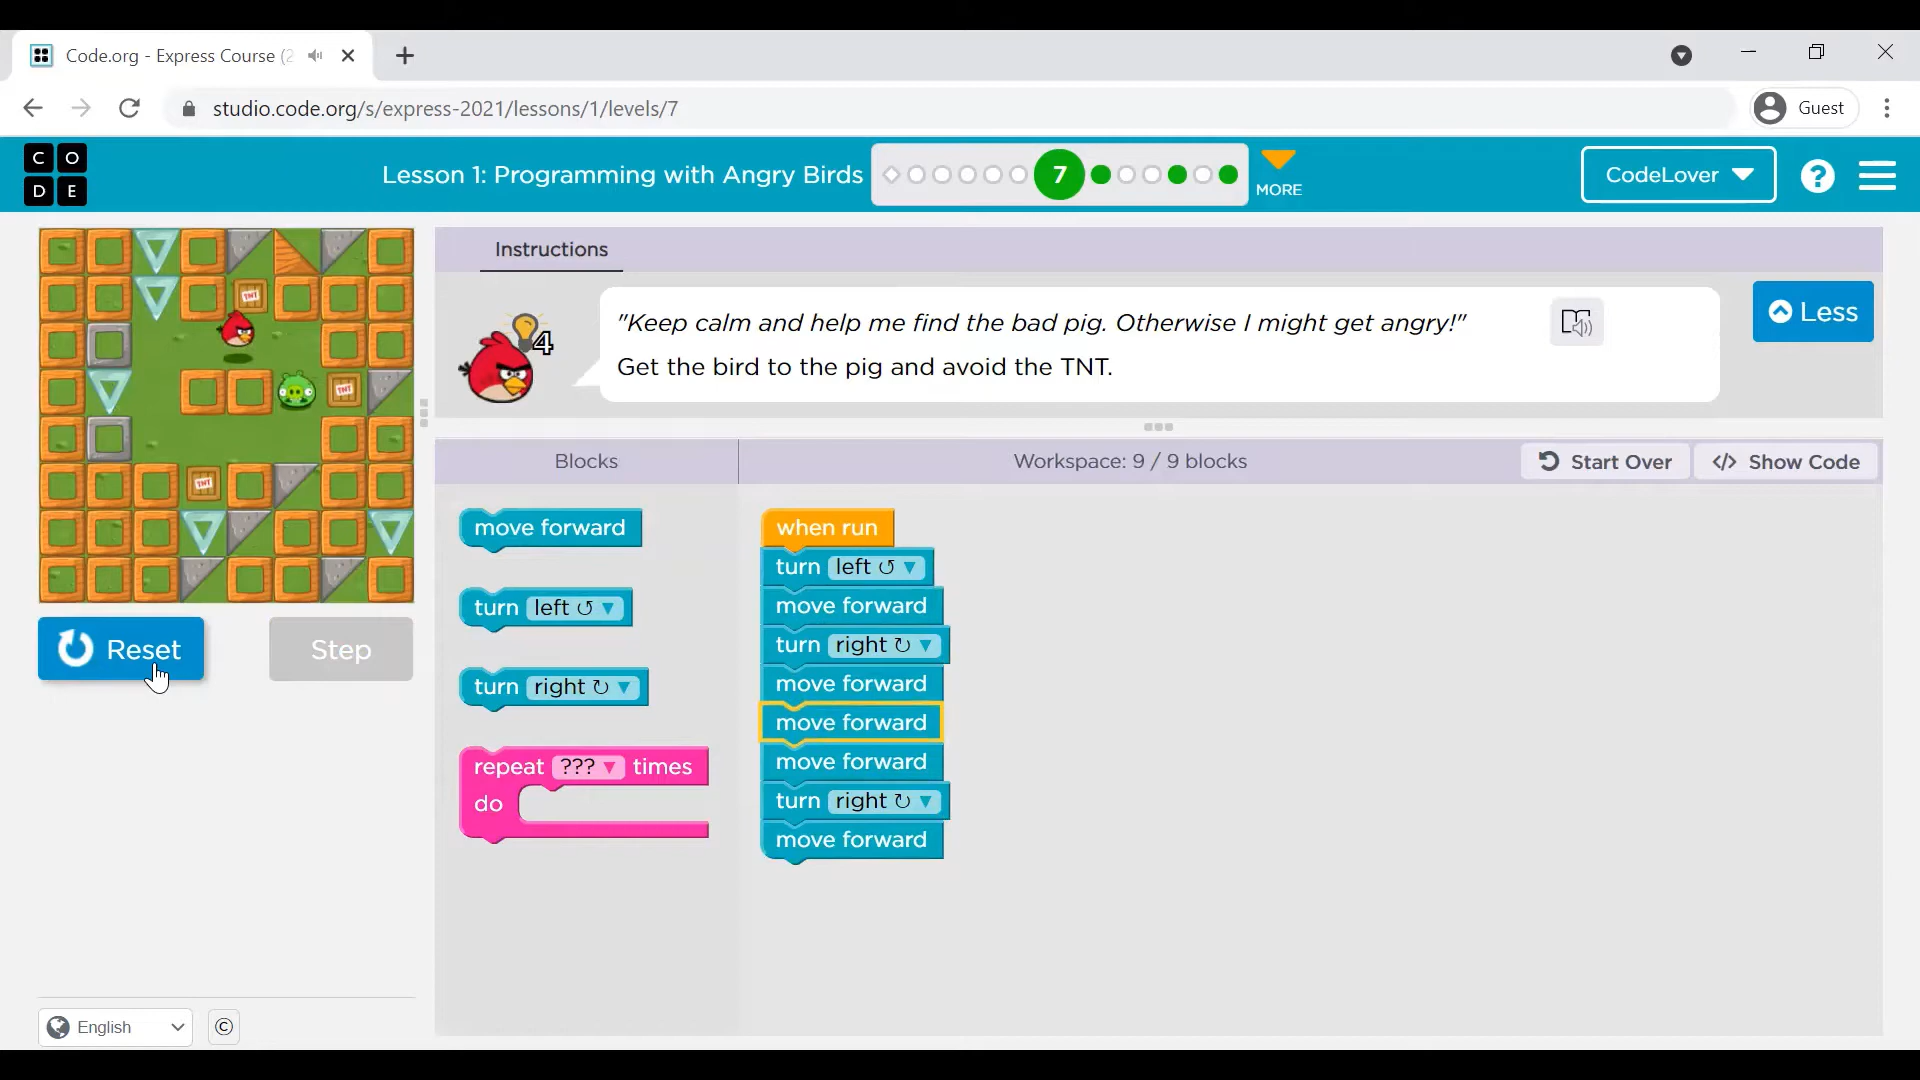 Code.org - Express Course (2
studio.code.org/s/express-2021/lessons/1/levels/7
Guest
C O
D E
Lesson 1: Programming with Angry Birds
7
MORE
CodeLover
?
Instructions
4
"Keep calm and help me find the bad pig. Otherwise I might get angry!"
Get the bird to the pig and avoid the TNT.
Less
TNT
TNT
TNT
Blocks
Workspace: 9 / 9 blocks
Start Over
</> Show Code
move forward
turn left
turn right
repeat ??? times
do
when run
turn left
move forward
turn right
move forward
move forward
move forward
turn right
move forward
Reset
Step
English
©